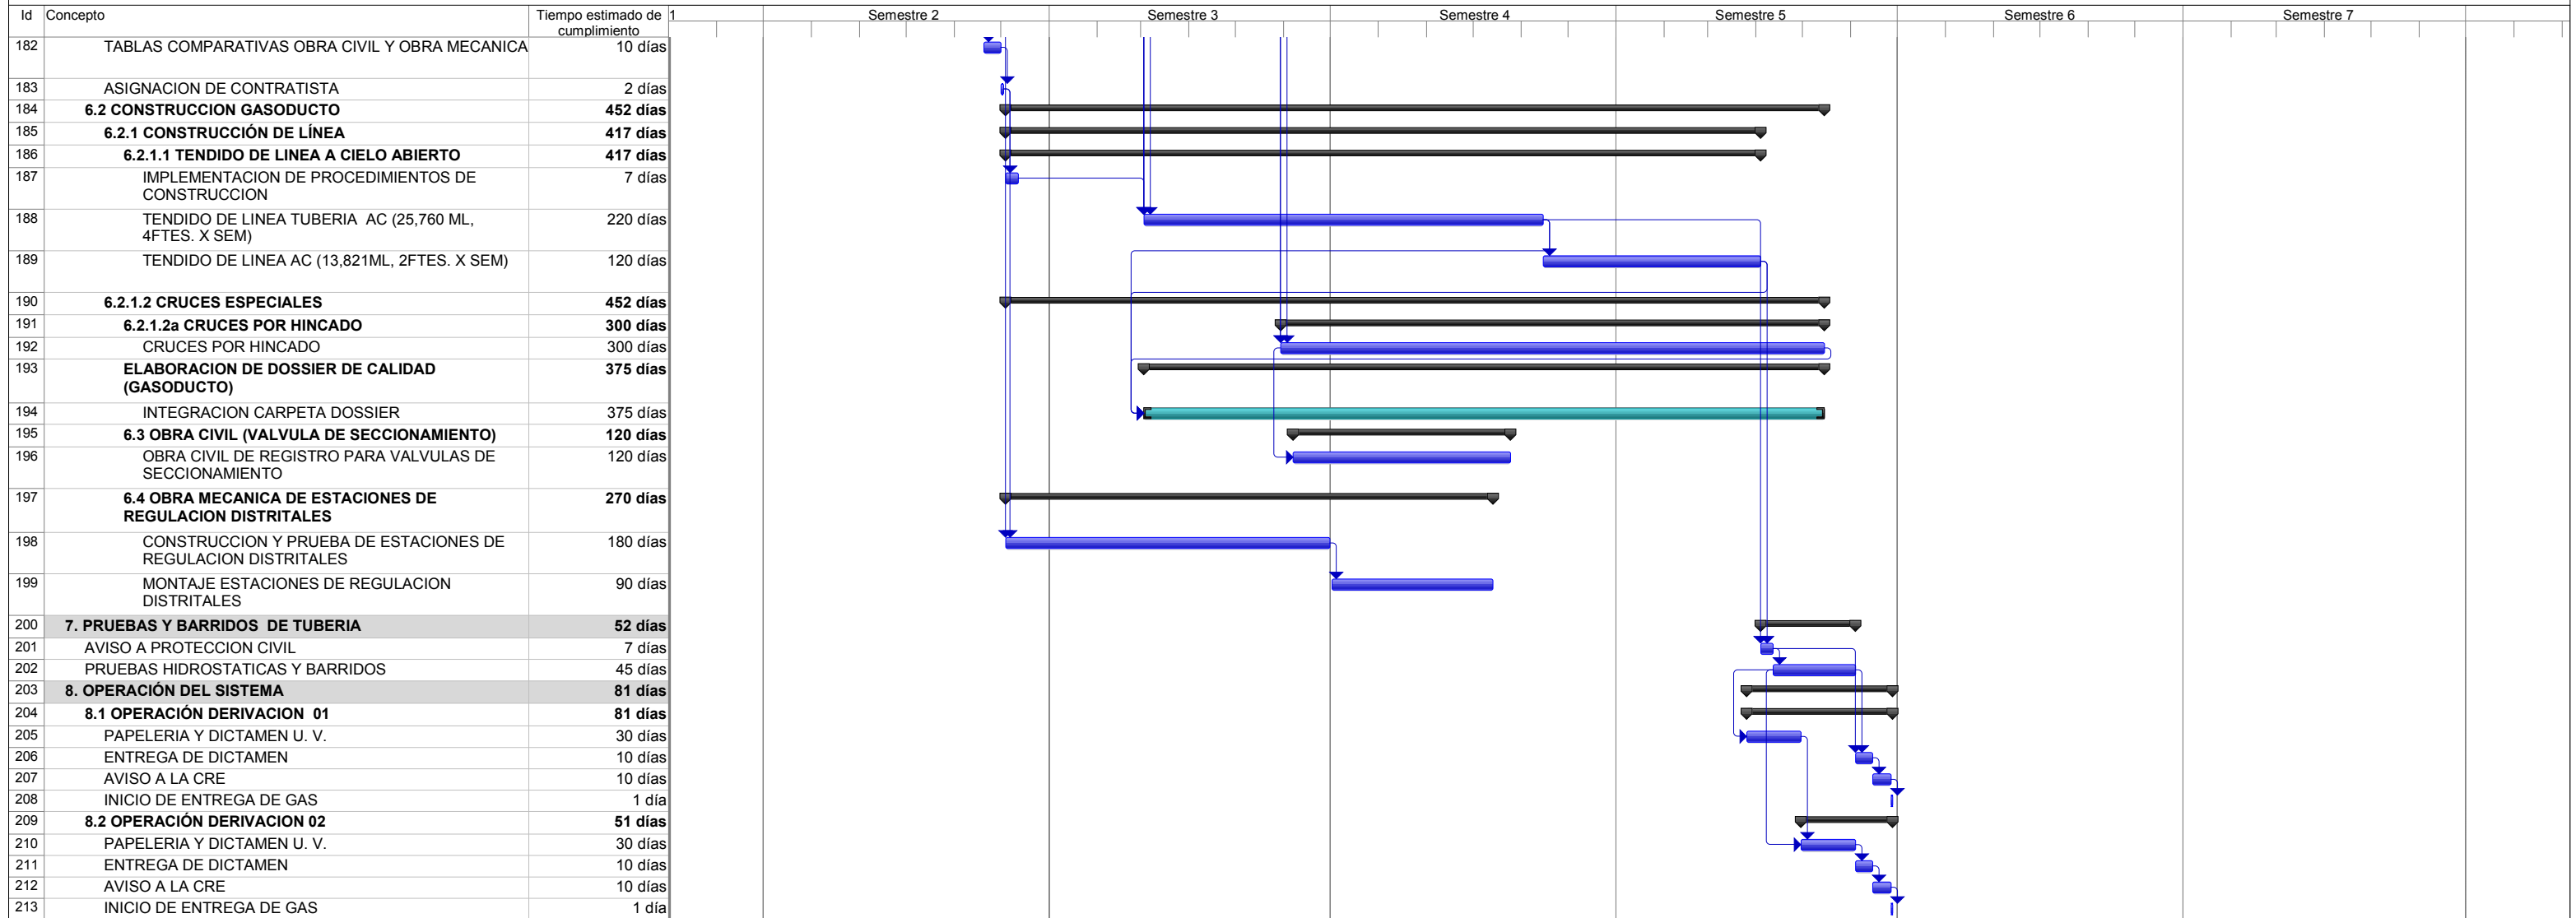 Id Concepto Tiempo estimado de 1 Semestre 2 Semestre 3 Semestre 4 Semestre 5 Semestre 6 Semestre 7
cumplimiento
182 TABLAS COMPARATIVAS OBRA CIVIL Y OBRA MECANICA 10 días
183 ASIGNACION DE CONTRATISTA 2 días
184 6.2 CONSTRUCCION GASODUCTO 452 días
185 6.2.1 CONSTRUCCIÓN DE LÍNEA 417 días
186 6.2.1.1 TENDIDO DE LINEA A CIELO ABIERTO 417 días
187 IMPLEMENTACION DE PROCEDIMIENTOS DE 7 días
CONSTRUCCION
188 TENDIDO DE LINEA TUBERIA AC (25,760 ML, 220 días
4FTES. X SEM)
189 TENDIDO DE LINEA AC (13,821ML, 2FTES. X SEM) 120 días
190 6.2.1.2 CRUCES ESPECIALES 452 días
191 6.2.1.2a CRUCES POR HINCADO 300 días
192 CRUCES POR HINCADO 300 días
193 ELABORACION DE DOSSIER DE CALIDAD 375 días
(GASODUCTO)
194 INTEGRACION CARPETA DOSSIER 375 días
195 6.3 OBRA CIVIL (VALVULA DE SECCIONAMIENTO) 120 días
196 OBRA CIVIL DE REGISTRO PARA VALVULAS DE 120 días
SECCIONAMIENTO
197 6.4 OBRA MECANICA DE ESTACIONES DE 270 días
REGULACION DISTRITALES
198 CONSTRUCCION Y PRUEBA DE ESTACIONES DE 180 días
REGULACION DISTRITALES
199 MONTAJE ESTACIONES DE REGULACION 90 días
DISTRITALES
200 7. PRUEBAS Y BARRIDOS DE TUBERIA 52 días
201 AVISO A PROTECCION CIVIL 7 días
202 PRUEBAS HIDROSTATICAS Y BARRIDOS 45 días
203 8. OPERACIÓN DEL SISTEMA 81 días
204 8.1 OPERACIÓN DERIVACION 01 81 días
205 PAPELERIA Y DICTAMEN U. V. 30 días
206 ENTREGA DE DICTAMEN 10 días
207 AVISO A LA CRE 10 días
208 INICIO DE ENTREGA DE GAS 1 día
209 8.2 OPERACIÓN DERIVACION 02 51 días
210 PAPELERIA Y DICTAMEN U. V. 30 días
211 ENTREGA DE DICTAMEN 10 días
212 AVISO A LA CRE 10 días
213 INICIO DE ENTREGA DE GAS 1 día